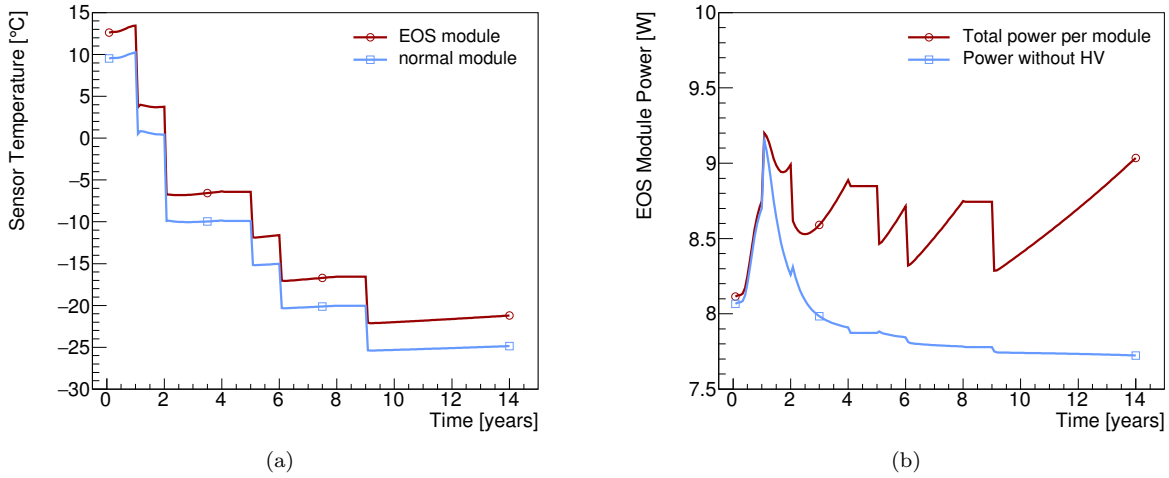 Sensor Temperature [°C]
15
10
5
0
−5
−10
−15
−20
−25
−30
EOS module
normal module
0 2 4 6 8 10 12 14
Time [years]
(a)
EOS Module Power [W]
10
9.5
9
8.5
8
7.5
Total power per module
Power without HV
0 2 4 6 8 10 12 14
Time [years]
(b)